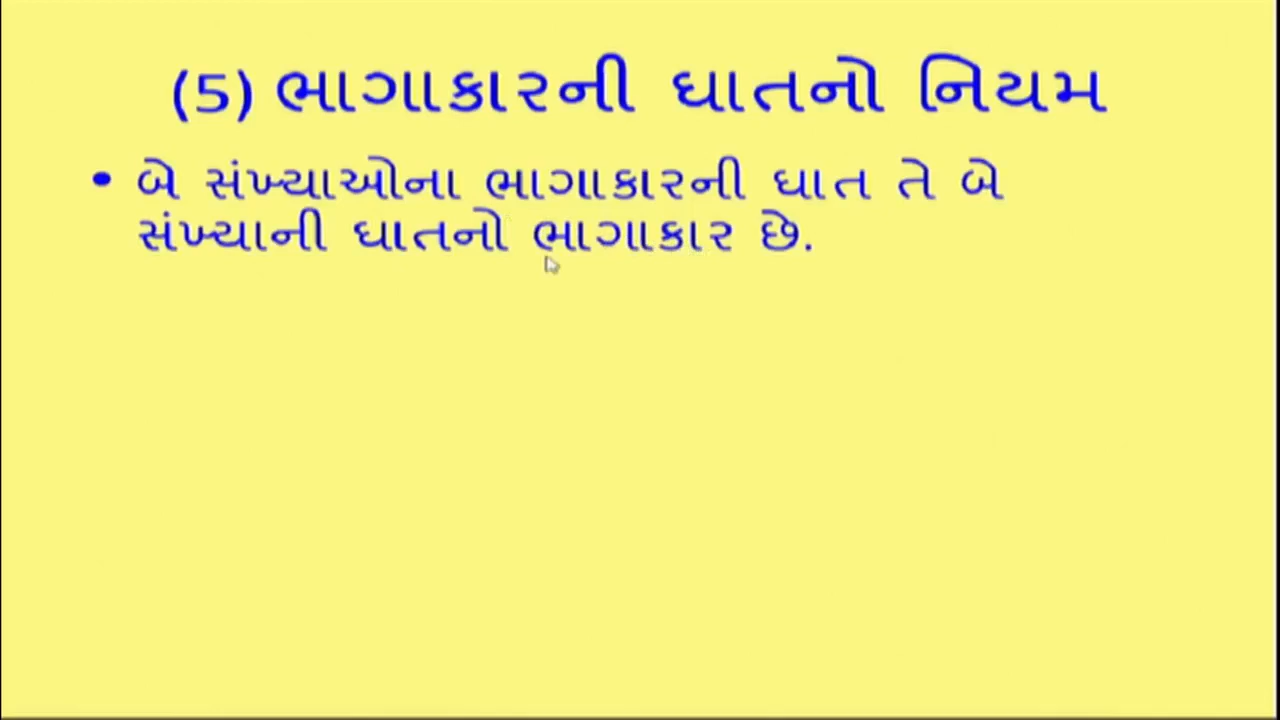 (5) ભાગાકારની ઘાતનો નિયમ
• બે સંખ્યાઓના ભાગાકારની ઘાત તે બે
સંખ્યાની ઘાતનો ભાગાકાર છે.